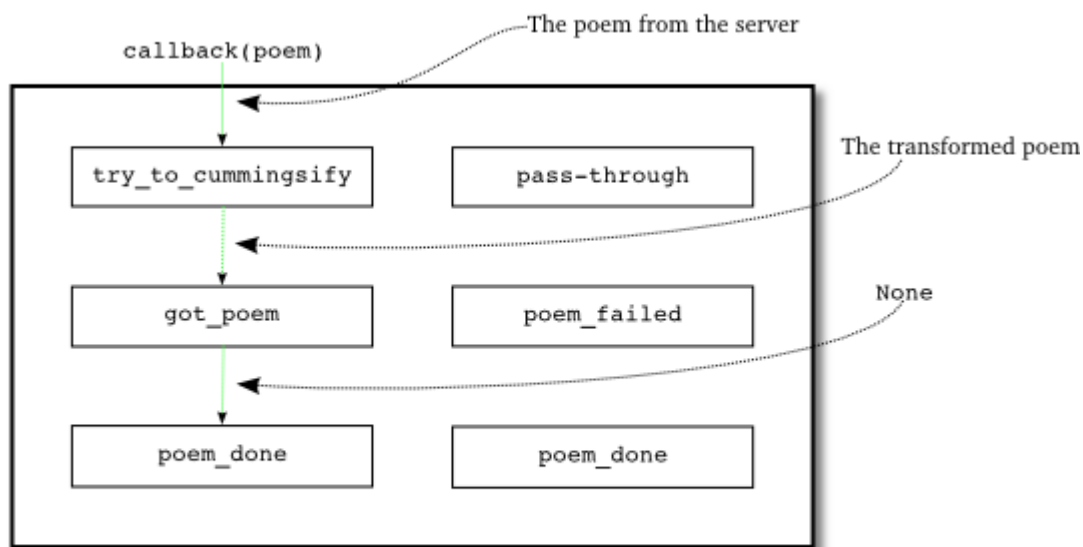 The poem from the server
callback(poem)
The transformed poem
try_to_cummingsify
pass-through
None
got_poem
poem_failed
poem_done
poem_done